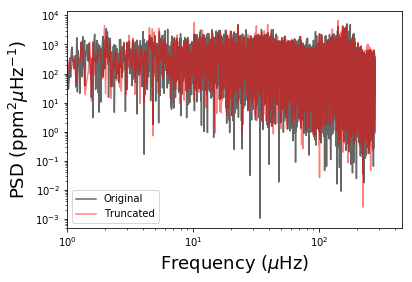 10⁴
10³
10²
10¹
10⁰
10⁻¹
10⁻²
10⁻³
PSD (ppm²μHz⁻¹)
Original
Truncated
10⁰ 10¹ 10²
Frequency (μHz)